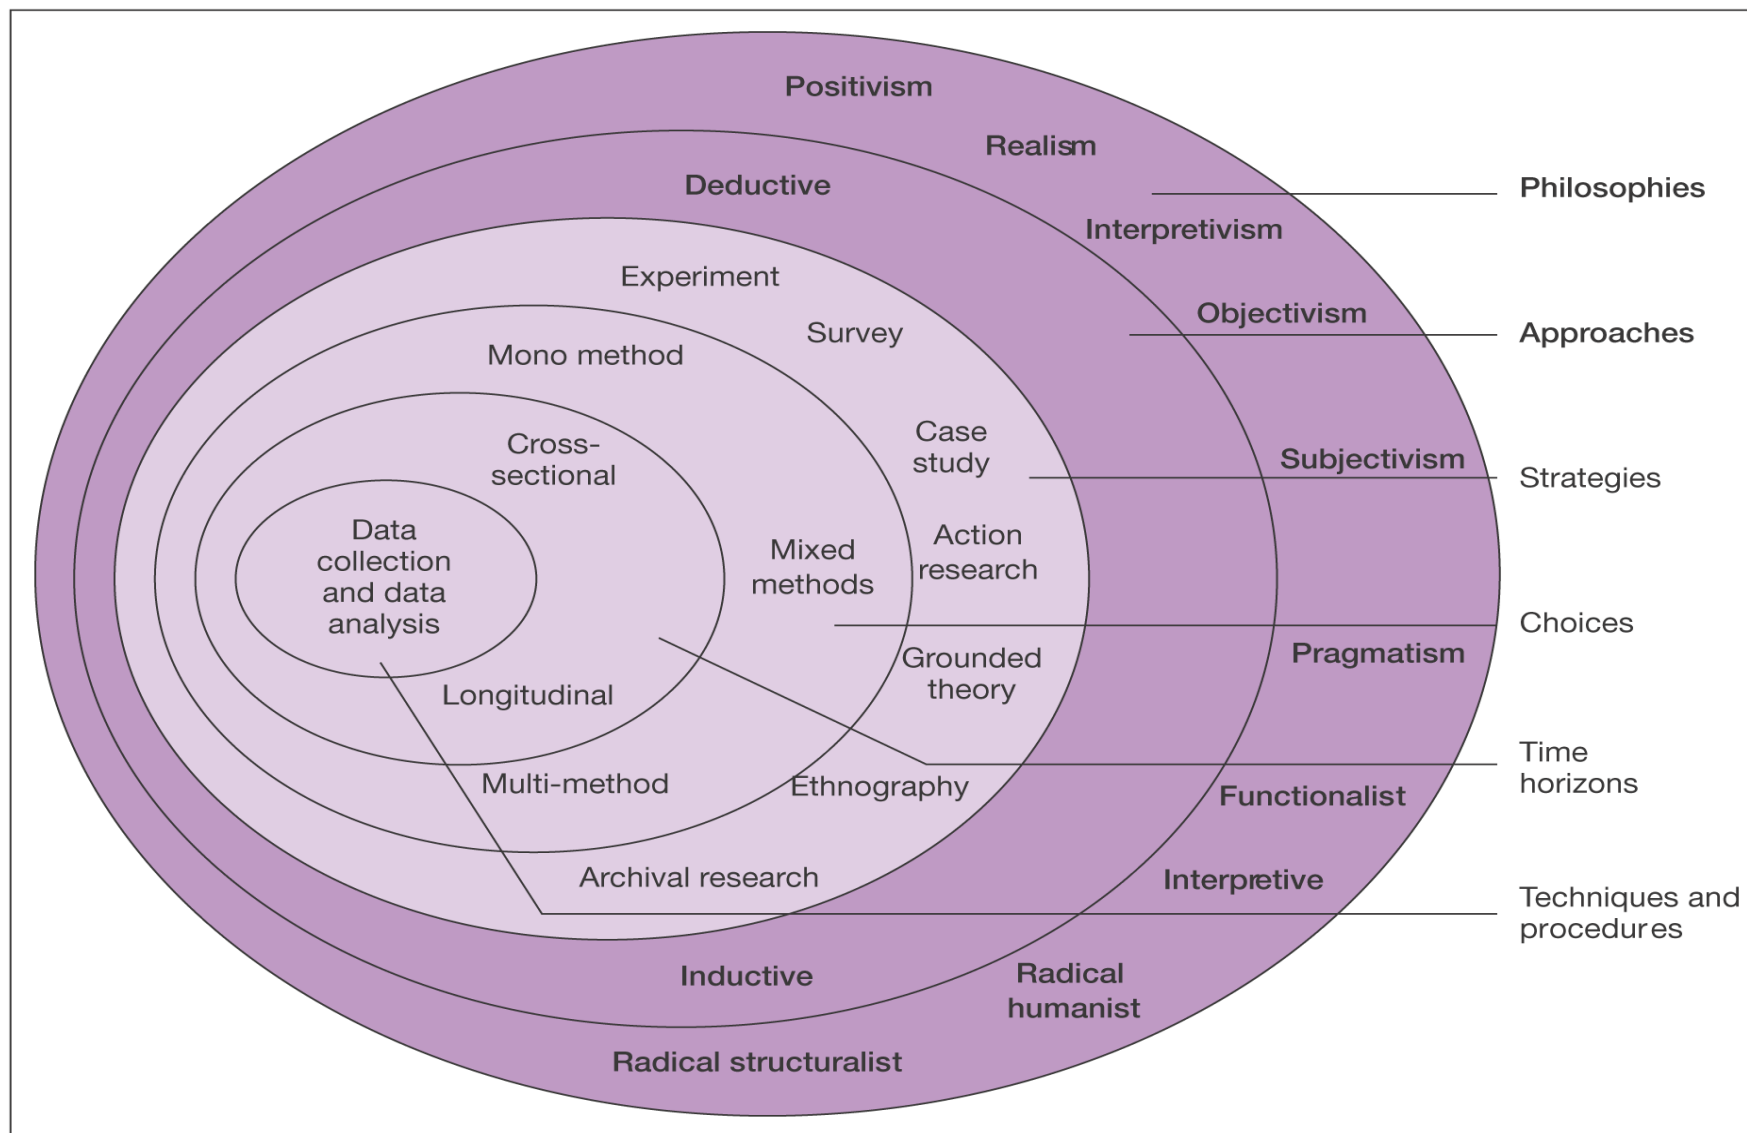 Positivism
Realism
Philosophies
Deductive
Interpretivism
Experiment
Objectivism
Survey
Approaches
Mono method
Case
study
Cross-
sectional
Subjectivism
Strategies
Data
collection
and data
analysis
Mixed
methods
Action
research
Choices
Grounded
theory
Pragmatism
Longitudinal
Time
horizons
Multi-method
Ethnography
Functionalist
Archival research
Interpretive
Techniques and
procedures
Inductive
Radical
humanist
Radical structuralist